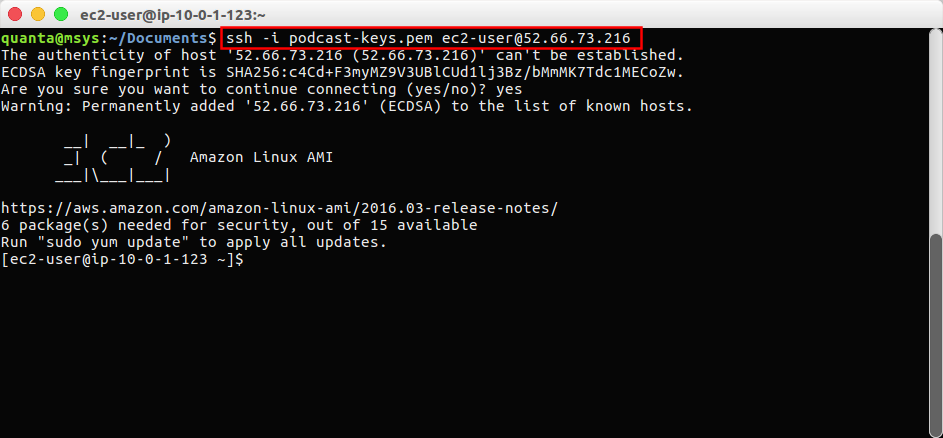 ec2-user@ip-10-0-1-123:~
quanta@msys:~/Documents$ ssh -i podcast-keys.pem ec2-user@52.66.73.216
The authenticity of host '52.66.73.216 (52.66.73.216)' can't be established.
ECDSA key fingerprint is SHA256:c4Cd+F3myMZ9V3UBlCUd1lj3Bz/bMmMK7Tdc1MECoZw.
Are you sure you want to continue connecting (yes/no)? yes
Warning: Permanently added '52.66.73.216' (ECDSA) to the list of known hosts.
       __|  __|_  )
       _|  (     /   Amazon Linux AMI
      ___|\___|___|
https://aws.amazon.com/amazon-linux-ami/2016.03-release-notes/
6 package(s) needed for security, out of 15 available
Run "sudo yum update" to apply all updates.
[ec2-user@ip-10-0-1-123 ~]$